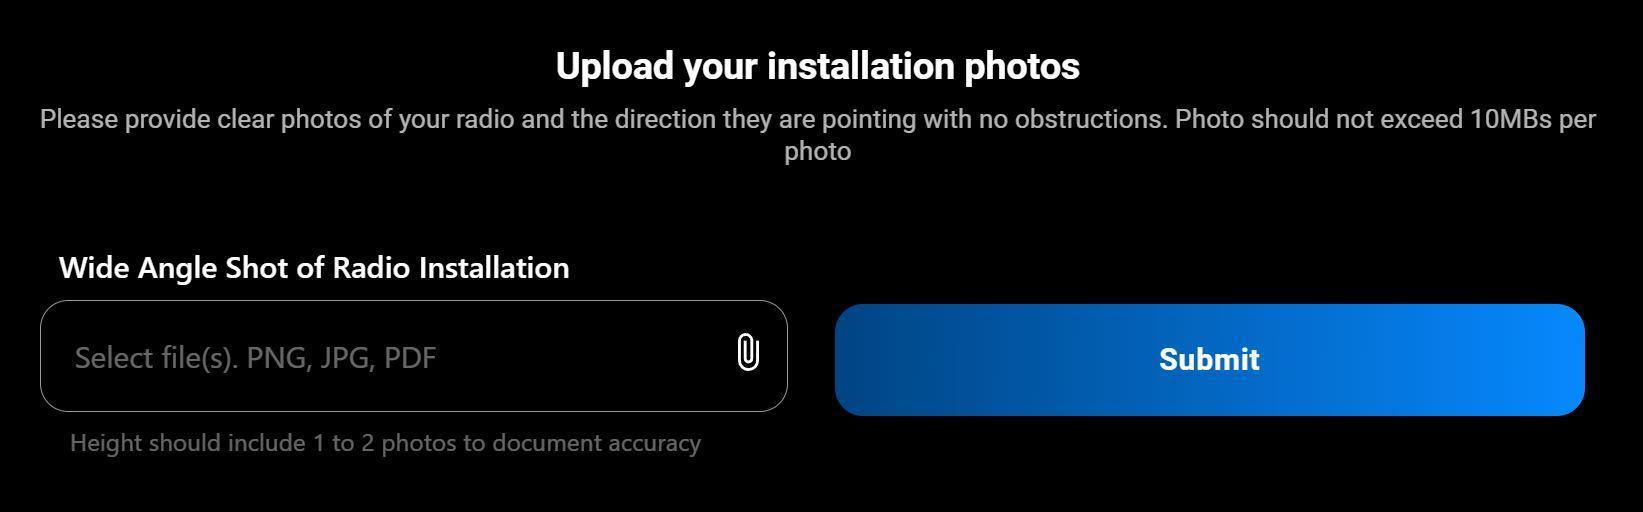 Upload your installation photos
Please provide clear photos of your radio and the direction they are pointing with no obstructions. Photo should not exceed 10MBs per
photo
Wide Angle Shot of Radio Installation
Select file(s). PNG, JPG, PDF
Submit
Height should include 1 to 2 photos to document accuracy